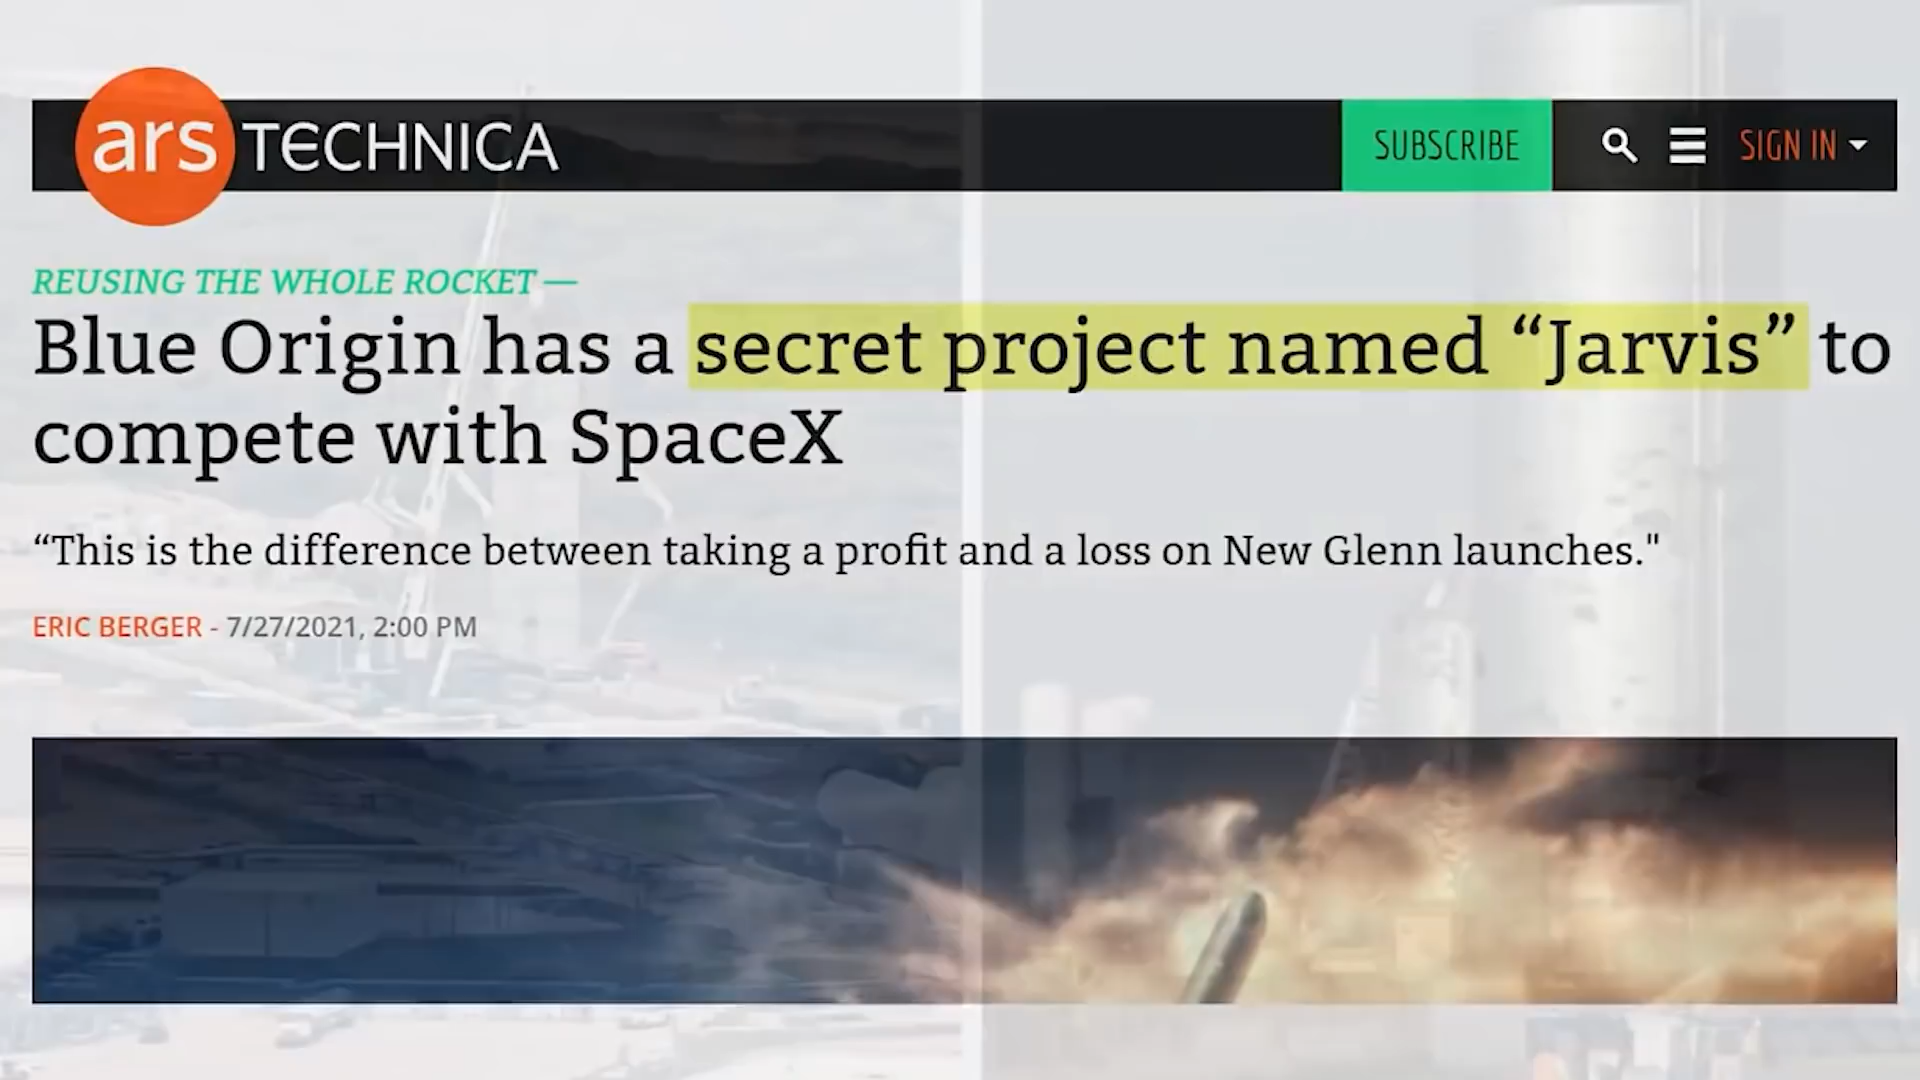 ars TECHNICA
SUBSCRIBE
SIGN IN
REUSING THE WHOLE ROCKET —
Blue Origin has a secret project named “Jarvis” to
compete with SpaceX
“This is the difference between taking a profit and a loss on New Glenn launches."
ERIC BERGER - 7/27/2021, 2:00 PM